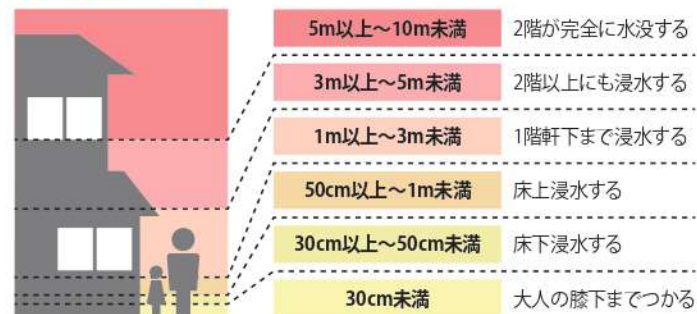 5m以上～10m未満 2階が完全に水没する
3m以上～5m未満 2階以上にも浸水する
1m以上～3m未満 1階軒下まで浸水する
50cm以上～1m未満 床上浸水する
30cm以上～50cm未満 床下浸水する
30cm未満 大人の膝下までつかる